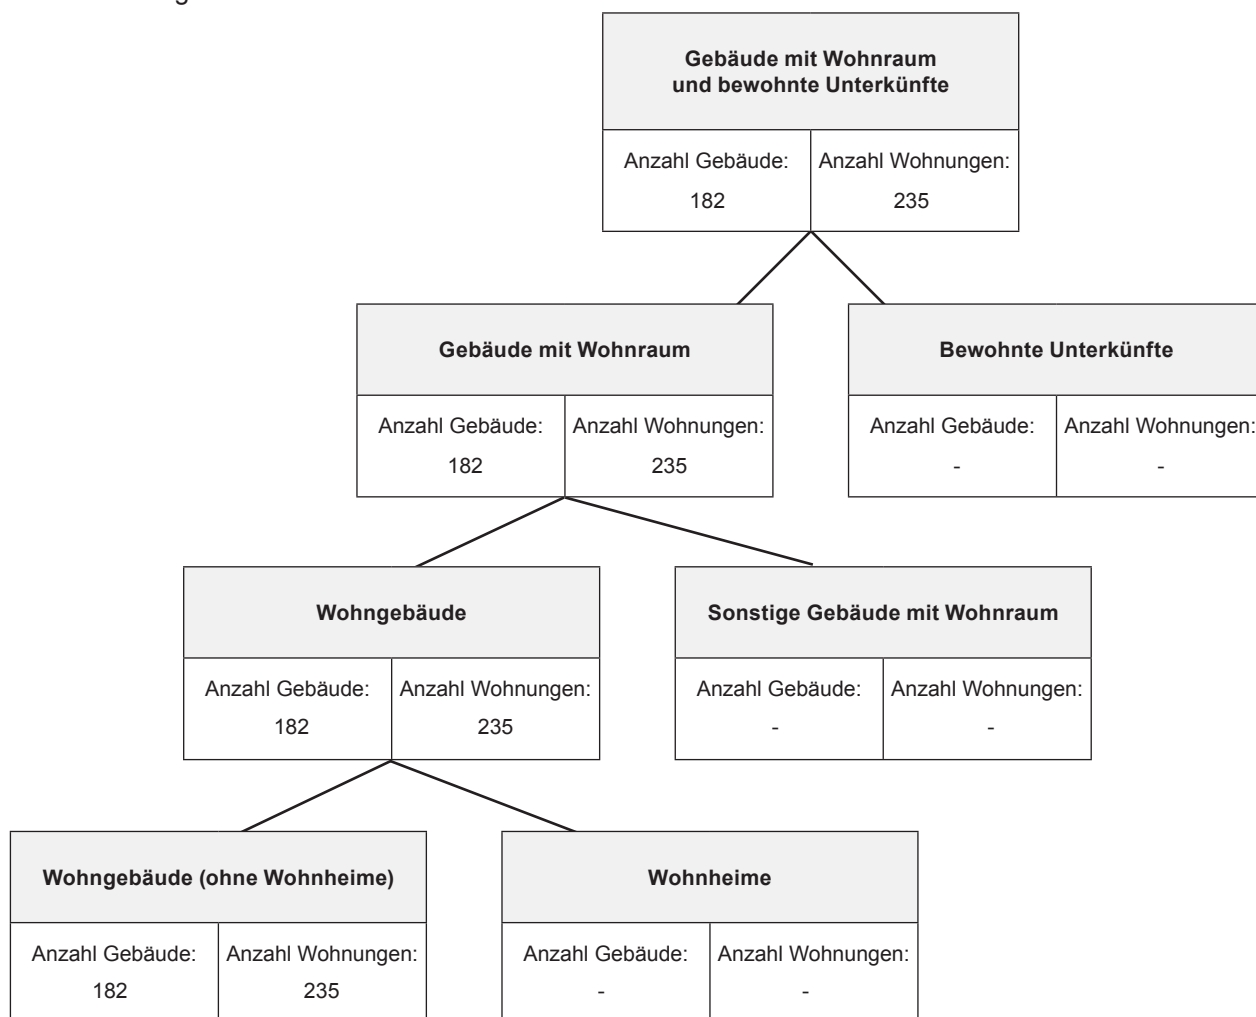 Gebäude mit Wohnraum
und bewohnte Unterkünfte
Anzahl Gebäude: Anzahl Wohnungen:
182 235
Gebäude mit Wohnraum Bewohnte Unterkünfte
Anzahl Gebäude: Anzahl Wohnungen: Anzahl Gebäude: Anzahl Wohnungen:
182 235 - -
Wohngebäude Sonstige Gebäude mit Wohnraum
Anzahl Gebäude: Anzahl Wohnungen: Anzahl Gebäude: Anzahl Wohnungen:
182 235 - -
Wohngebäude (ohne Wohnheime) Wohnheime
Anzahl Gebäude: Anzahl Wohnungen: Anzahl Gebäude: Anzahl Wohnungen:
182 235 - -